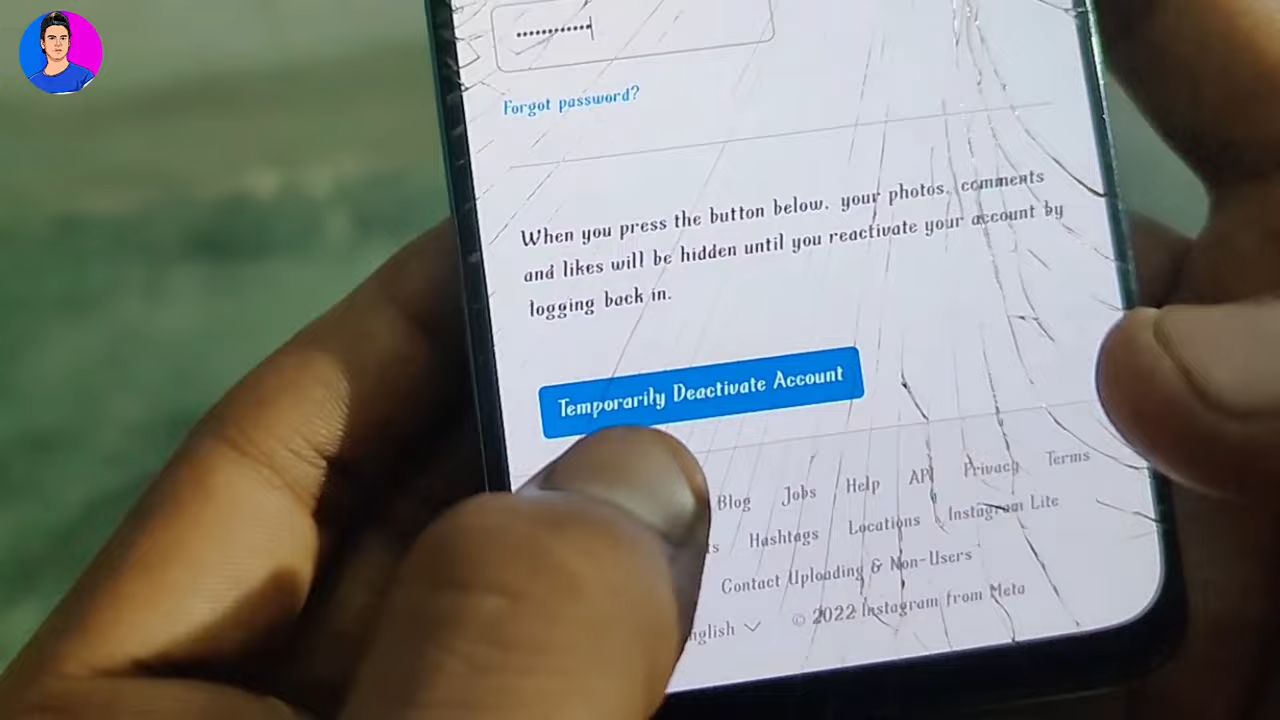 Forgot password?
When you press the button below, your photos, comments
and likes will be hidden until you reactivate your account by
logging back in.
Temporarily Deactivate Account
Blog Jobs Help API Privacy Terms
Hashtags Locations Instagram Lite
Contact Uploading & Non-Users
© 2022 Instagram from Meta